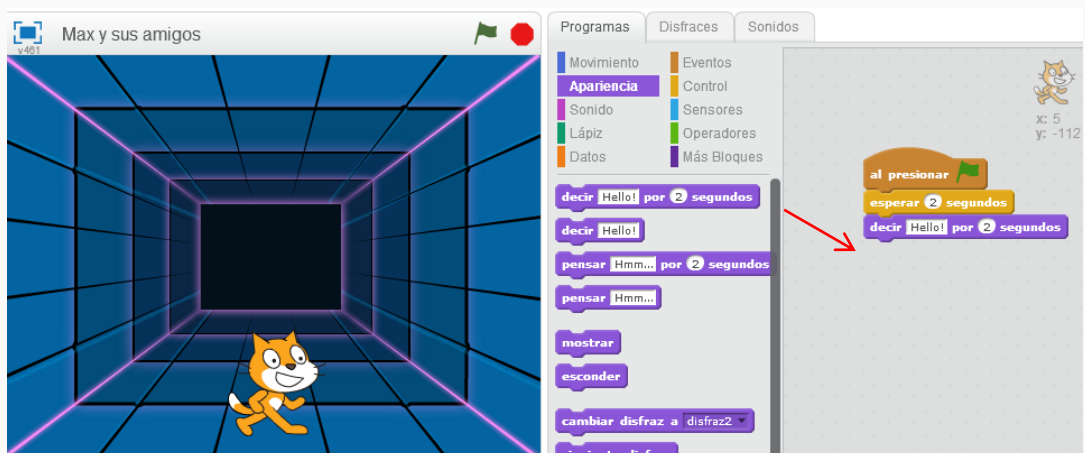 Max y sus amigos
v461
Programas
Disfraces
Sonidos
Movimiento
Eventos
Apariencia
Control
Sonido
Sensores
Lápiz
Operadores
Datos
Más Bloques
decir Hello! por 2 segundos
decir Hello!
pensar Hmm... por 2 segundos
pensar Hmm...
mostrar
esconder
cambiar disfraz a disfraz2
x: 5
y: -112
al presionar
esperar 2 segundos
decir Hello! por 2 segundos